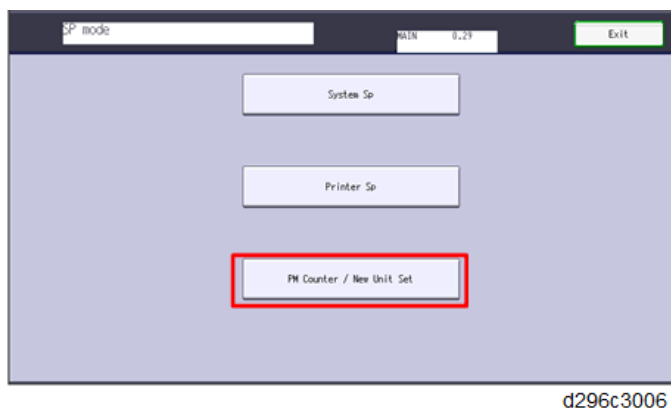 SP mode
MAIN 0.29
Exit
System Sp
Printer Sp
PM Counter / New Unit Set
d296c3006